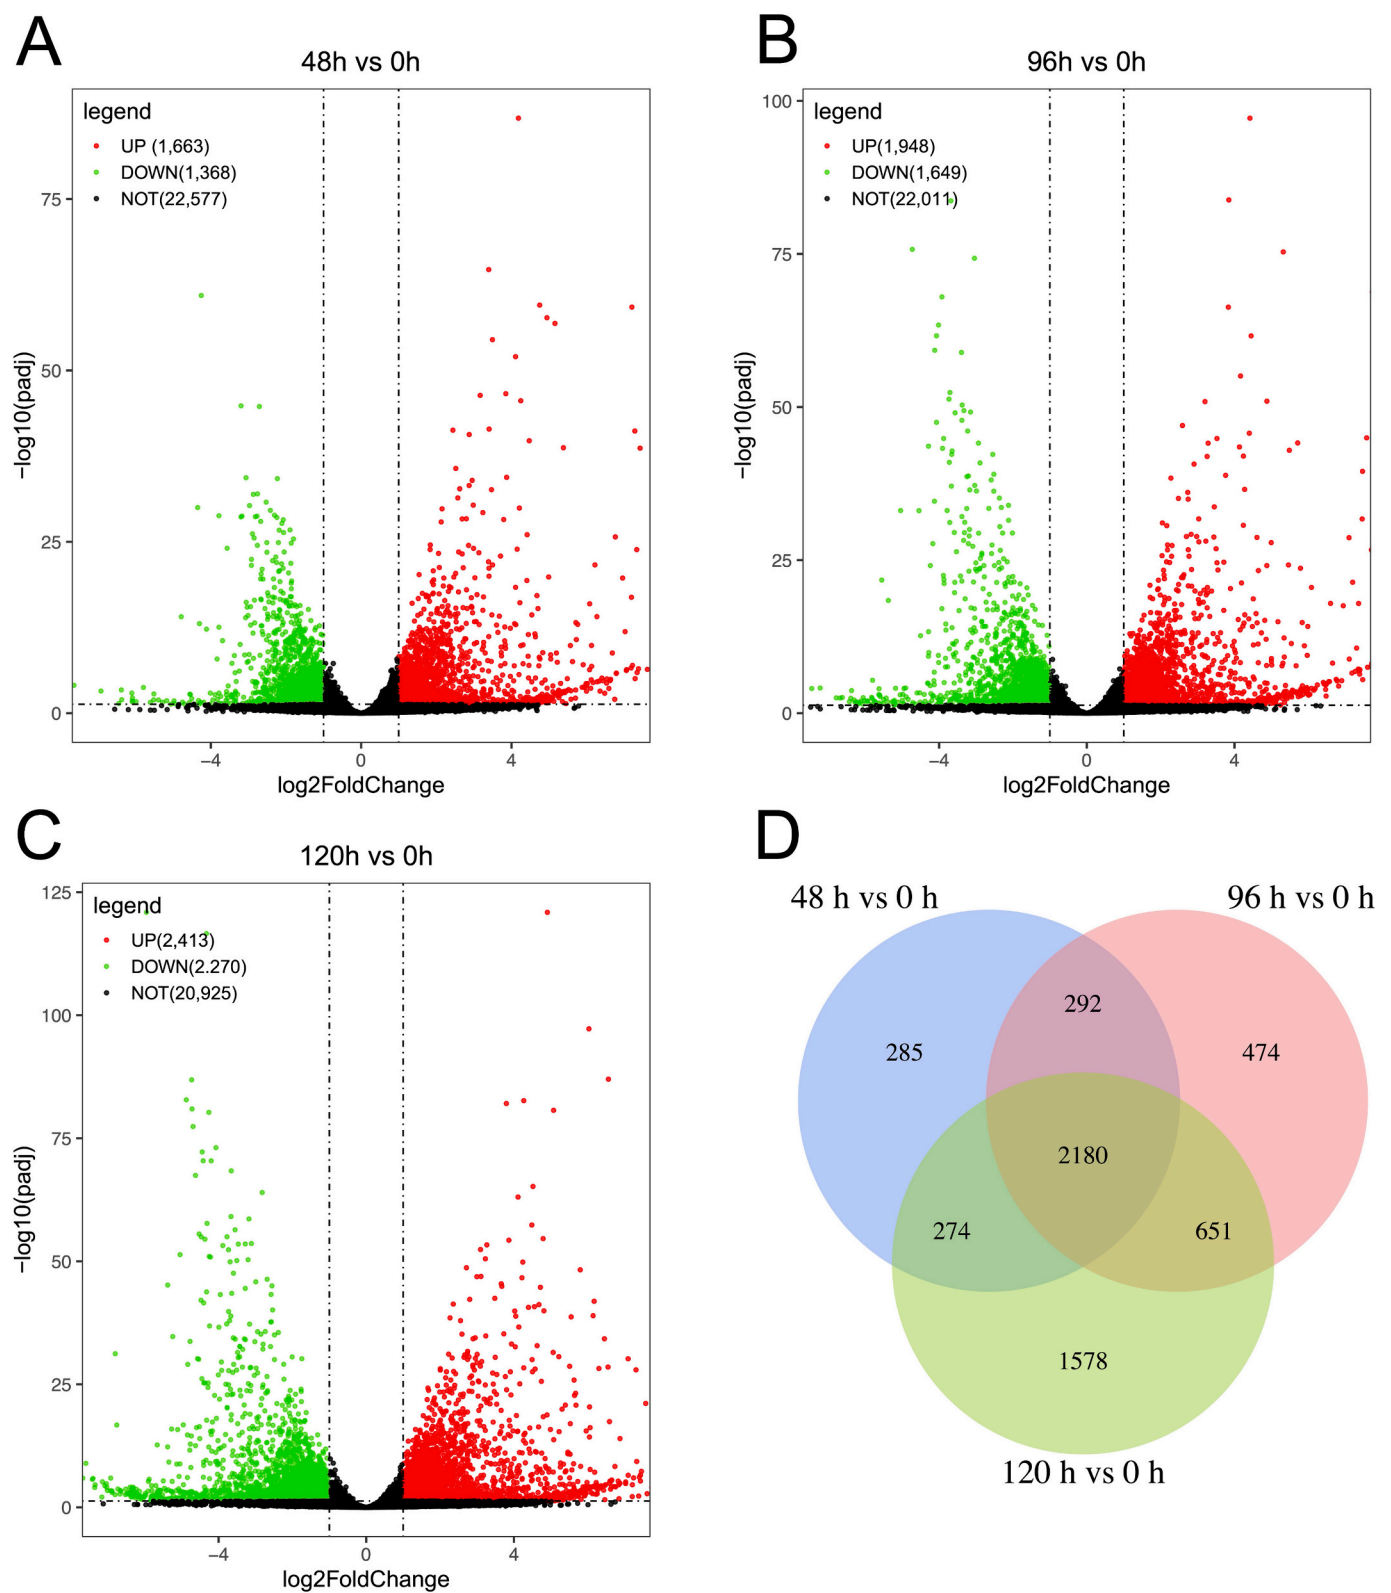 A
48h vs 0h
legend
UP (1,663)
DOWN(1,368)
NOT(22,577)
75
50
25
0
−log10(padj)
−4
0
4
log2FoldChange
B
96h vs 0h
legend
UP(1,948)
DOWN(1,649)
NOT(22,011)
100
75
50
25
0
−log10(padj)
−4
0
4
log2FoldChange
C
120h vs 0h
legend
UP(2,413)
DOWN(2.270)
NOT(20,925)
125
100
75
50
25
0
−log10(padj)
−4
0
4
log2FoldChange
D
48 h vs 0 h
96 h vs 0 h
292
285
474
2180
274
651
1578
120 h vs 0 h